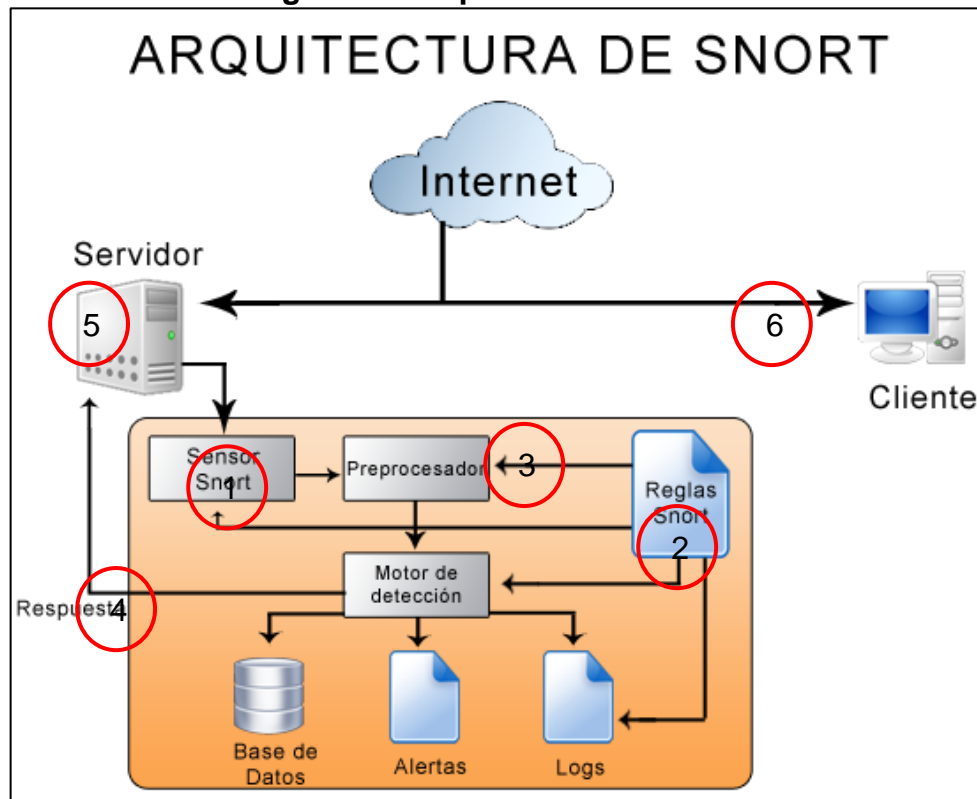 ARQUITECTURA DE SNORT
Internet
Servidor
5
6
Cliente
Sensor
Snort
1
Preprocesador
3
Reglas
Snort
2
Motor de
detección
Respuesta
4
Base de
Datos
Alertas
Logs